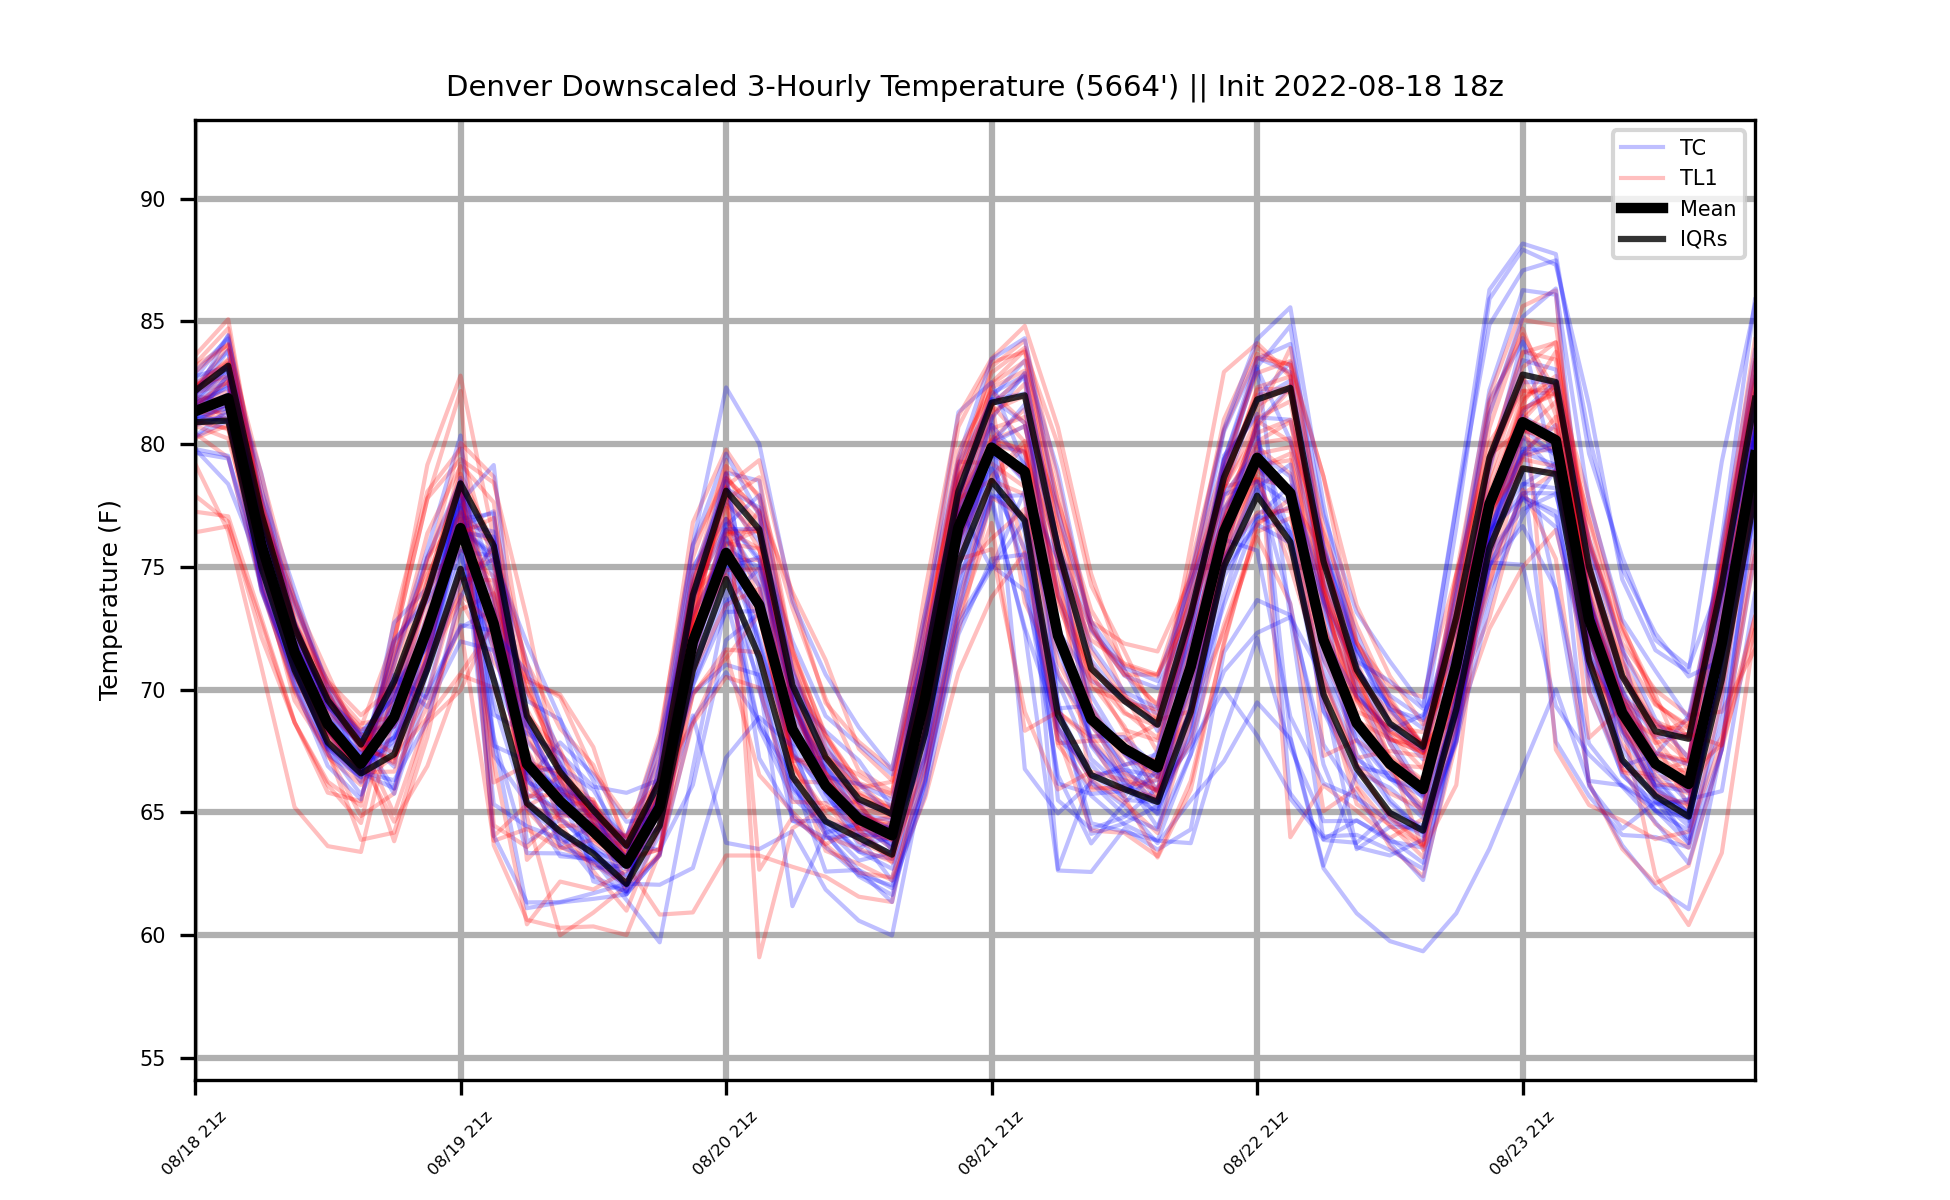 Denver Downscaled 3-Hourly Temperature (5664') || Init 2022-08-18 18z
TC
TL1
Mean
IQRs
Temperature (F)
90
85
80
75
70
65
60
55
08/18 21z
08/19 21z
08/20 21z
08/21 21z
08/22 21z
08/23 21z